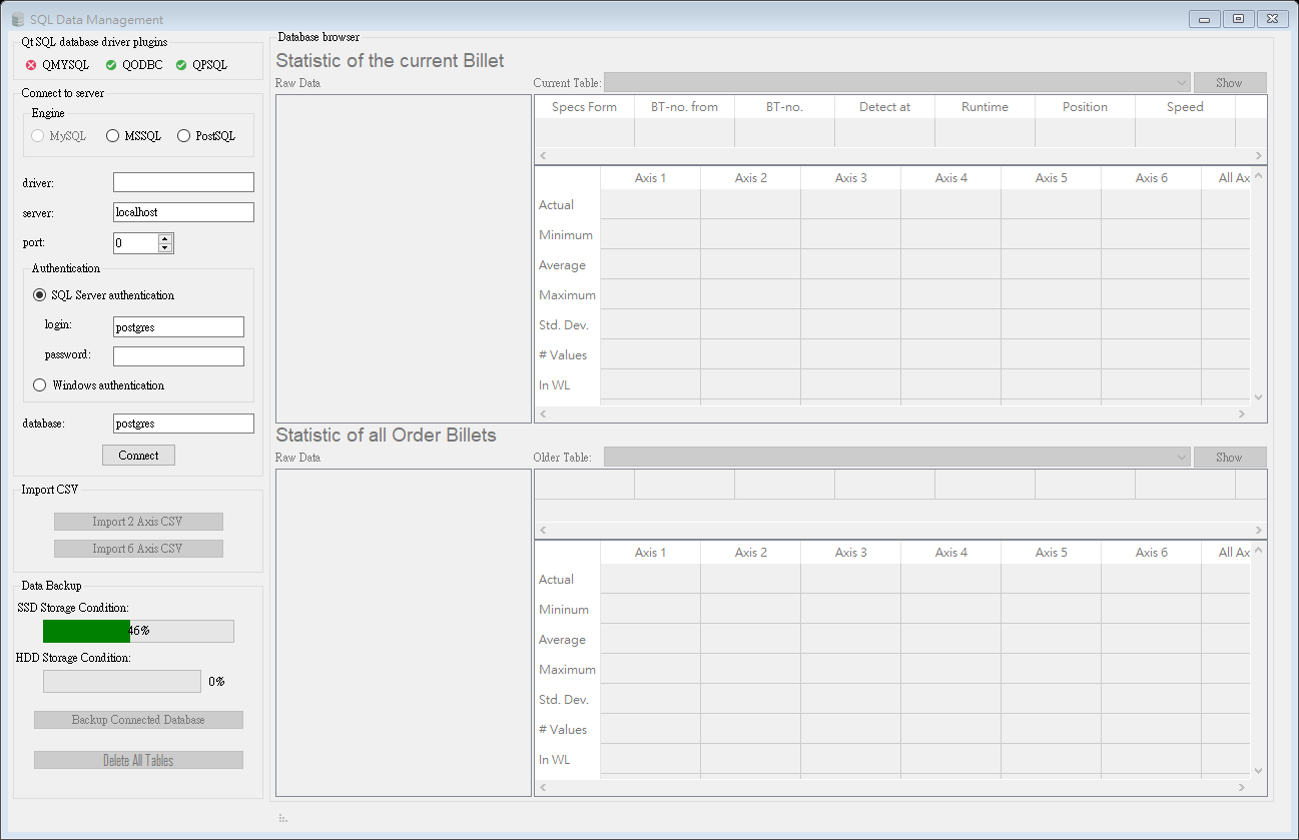 SQL Data Management
Qt SQL database driver plugins
QMYSQL QODBC QPSQL
Connect to server
Engine
MySQL MSSQL PostSQL
driver:
server: localhost
port: 0
Authentication
SQL Server authentication
login: postgres
password:
Windows authentication
database: postgres
Connect
Import CSV
Import 2 Axis CSV
Import 6 Axis CSV
Data Backup
SSD Storage Condition:
46%
HDD Storage Condition:
0%
Backup Connected Database
Delete All Tables
Database browser
Statistic of the current Billet
Raw Data
Current Table: Show
Specs Form BT-no. from BT-no. Detect at Runtime Position Speed
Axis 1 Axis 2 Axis 3 Axis 4 Axis 5 Axis 6 All Ax
Actual
Minimum
Average
Maximum
Std. Dev.
# Values
In WL
Statistic of all Order Billets
Raw Data
Older Table: Show
Axis 1 Axis 2 Axis 3 Axis 4 Axis 5 Axis 6 All Ax
Actual
Mininum
Average
Maximum
Std. Dev.
# Values
In WL